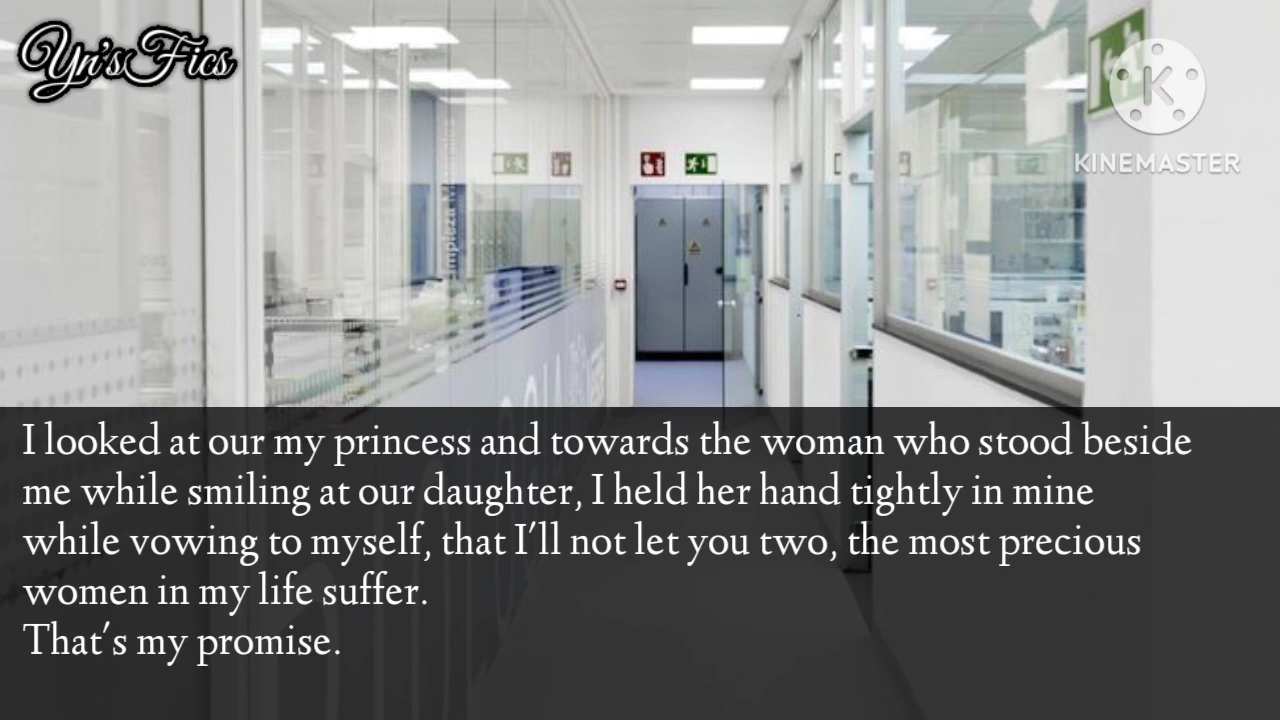 Yn's Fics
KINEMASTER
I looked at our my princess and towards the woman who stood beside
me while smiling at our daughter, I held her hand tightly in mine
while vowing to myself, that I'll not let you two, the most precious
women in my life suffer.
That's my promise.